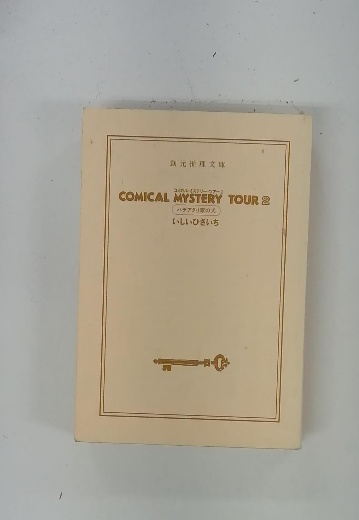 創元推理文庫
コミカル・ミステリー・ツアー2
COMICAL MYSTERY TOUR 2
バチアタリ家の犬
いしいひさいち